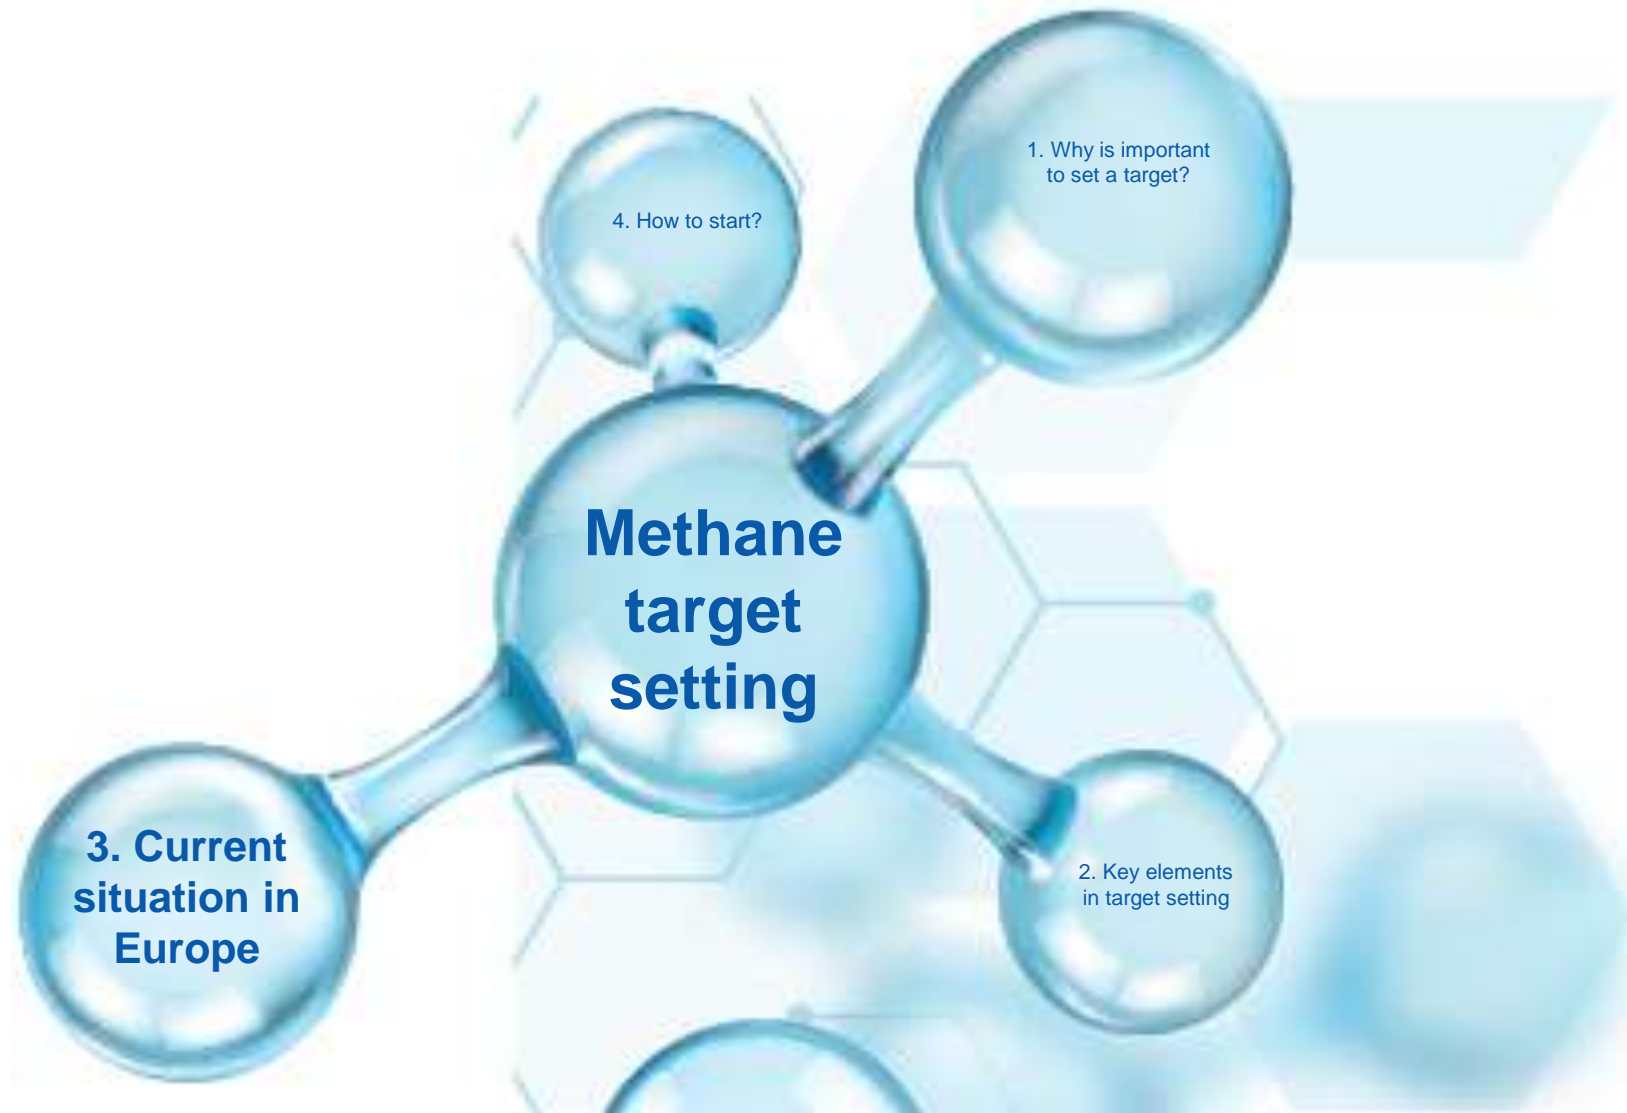 1. Why is important
to set a target?
4. How to start?
Methane
target
setting
3. Current
situation in
Europe
2. Key elements
in target setting